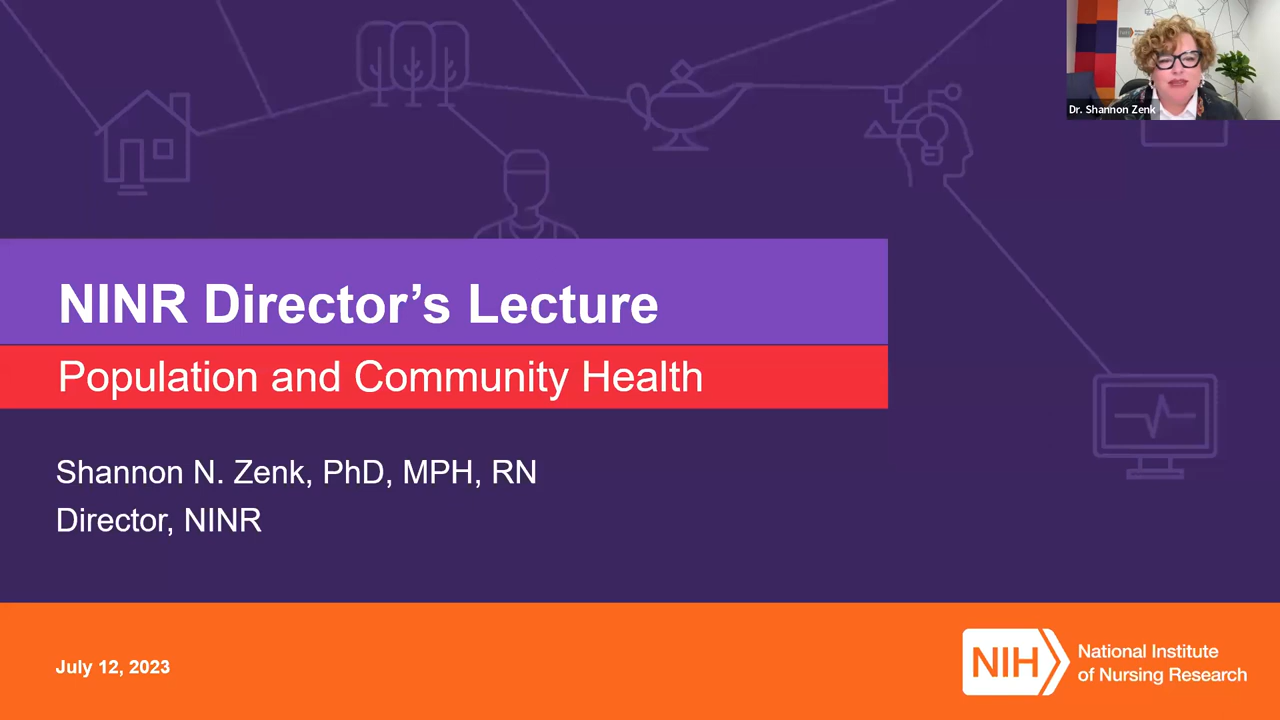 Dr. Shannon Zenk
NINR Director’s Lecture
Population and Community Health
Shannon N. Zenk, PhD, MPH, RN
Director, NINR
July 12, 2023
NIH
National Institute
of Nursing Research